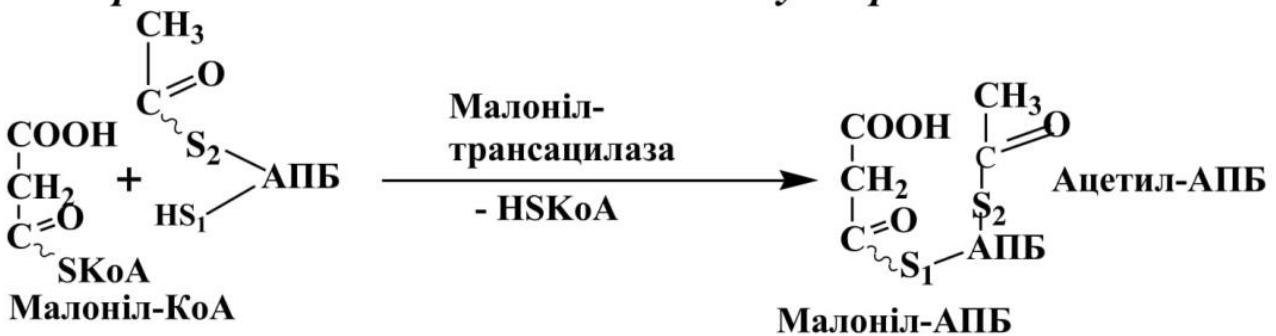 CH3
C=O
S2
COOH
CH2
C=O
SKoA
+
HS1
АПБ
Малоніл-КоА
Малоніл-
трансацилаза
- HSKoA
COOH
CH2
C=O
S1
АПБ
CH3
C=O
S2
Ацетил-АПБ
Малоніл-АПБ